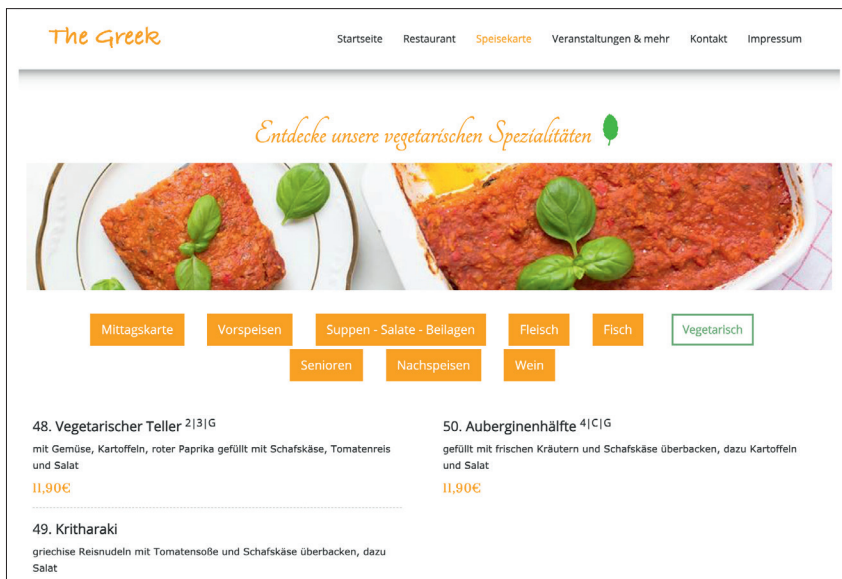 The Greek
Startseite Restaurant Speisekarte Veranstaltungen & mehr Kontakt Impressum
Entdecke unsere vegetarischen Spezialitäten
Mittagskarte Vorspeisen Suppen - Salate - Beilagen Fleisch Fisch Vegetarisch
Senioren Nachspeisen Wein
48. Vegetarischer Teller 2|3|G
mit Gemüse, Kartoffeln, roter Paprika gefüllt mit Schafskäse, Tomatenreis
und Salat
11,90€
49. Kritharaki
griechise Reisnudeln mit Tomatensoße und Schafskäse überbacken, dazu
Salat
50. Auberginenhälfte 4|C|G
gefüllt mit frischen Kräutern und Schafskäse überbacken, dazu Kartoffeln
und Salat
11,90€